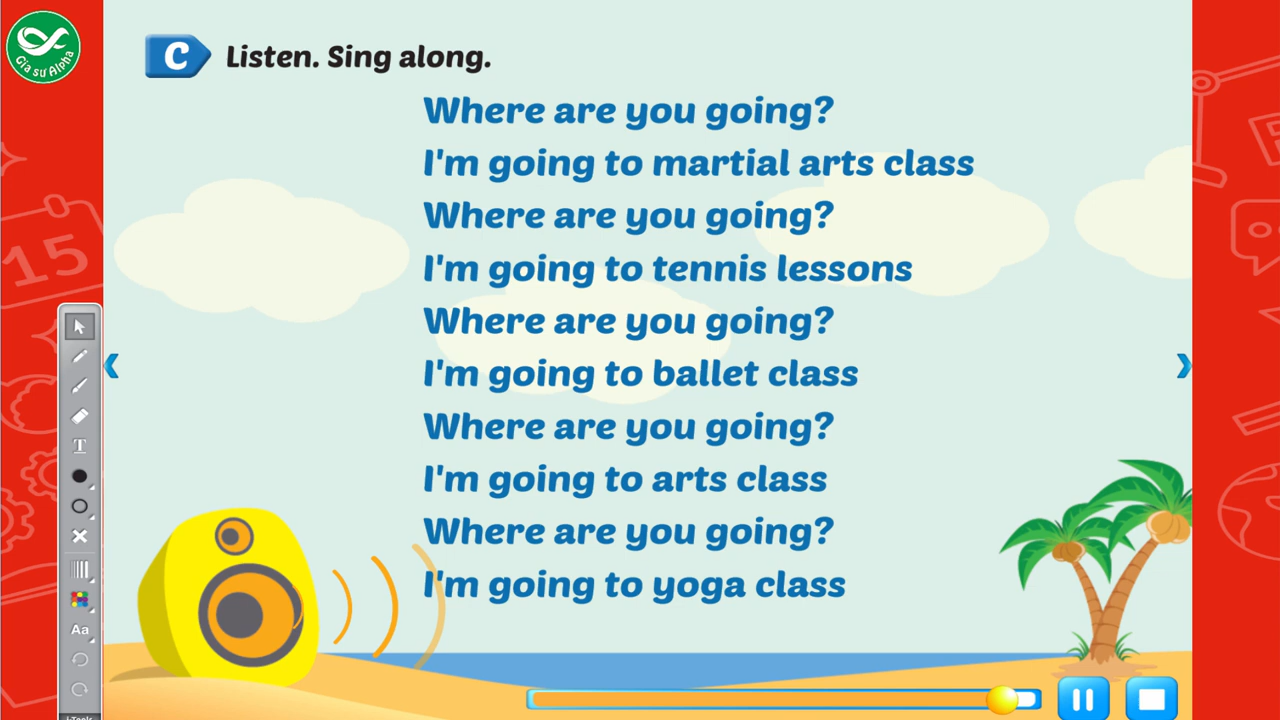 Gia sư Alpha
C Listen. Sing along.
Where are you going?
I'm going to martial arts class
Where are you going?
I'm going to tennis lessons
Where are you going?
I'm going to ballet class
Where are you going?
I'm going to arts class
Where are you going?
I'm going to yoga class
15
T
Aa
i-Tools